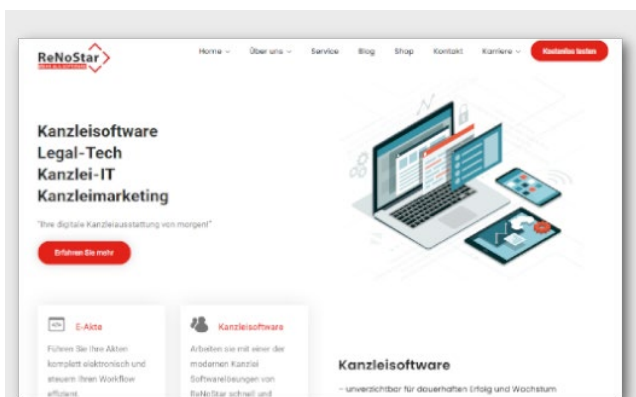 ReNoStar
MEHR ALS SOFTWARE
Home Über uns Service Blog Shop Kontakt Karriere Kostenlos testen
Kanzleisoftware
Legal-Tech
Kanzlei-IT
Kanzleimarketing
"Ihre digitale Kanzleiausstattung von morgen!"
Erfahren Sie mehr
E-Akte
Führen Sie Ihre Akten
komplett elektronisch und
steuern Ihren Workflow
effizient.
Kanzleisoftware
Arbeiten sie mit einer der
modernen Kanzlei
Softwarelösungen von
ReNoStar schnell und
Kanzleisoftware
– unverzichtbar für dauerhaften Erfolg und Wachstum